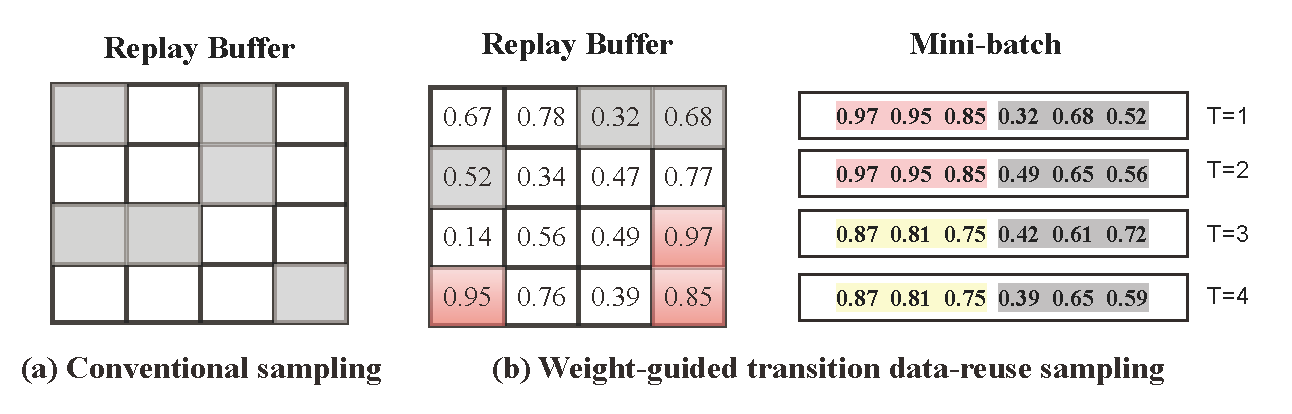 Replay Buffer
(a) Conventional sampling
Replay Buffer
0.67 0.78 0.32 0.68
0.52 0.34 0.47 0.77
0.14 0.56 0.49 0.97
0.95 0.76 0.39 0.85
Mini-batch
0.97 0.95 0.85 0.32 0.68 0.52 T=1
0.97 0.95 0.85 0.49 0.65 0.56 T=2
0.87 0.81 0.75 0.42 0.61 0.72 T=3
0.87 0.81 0.75 0.39 0.65 0.59 T=4
(b) Weight-guided transition data-reuse sampling